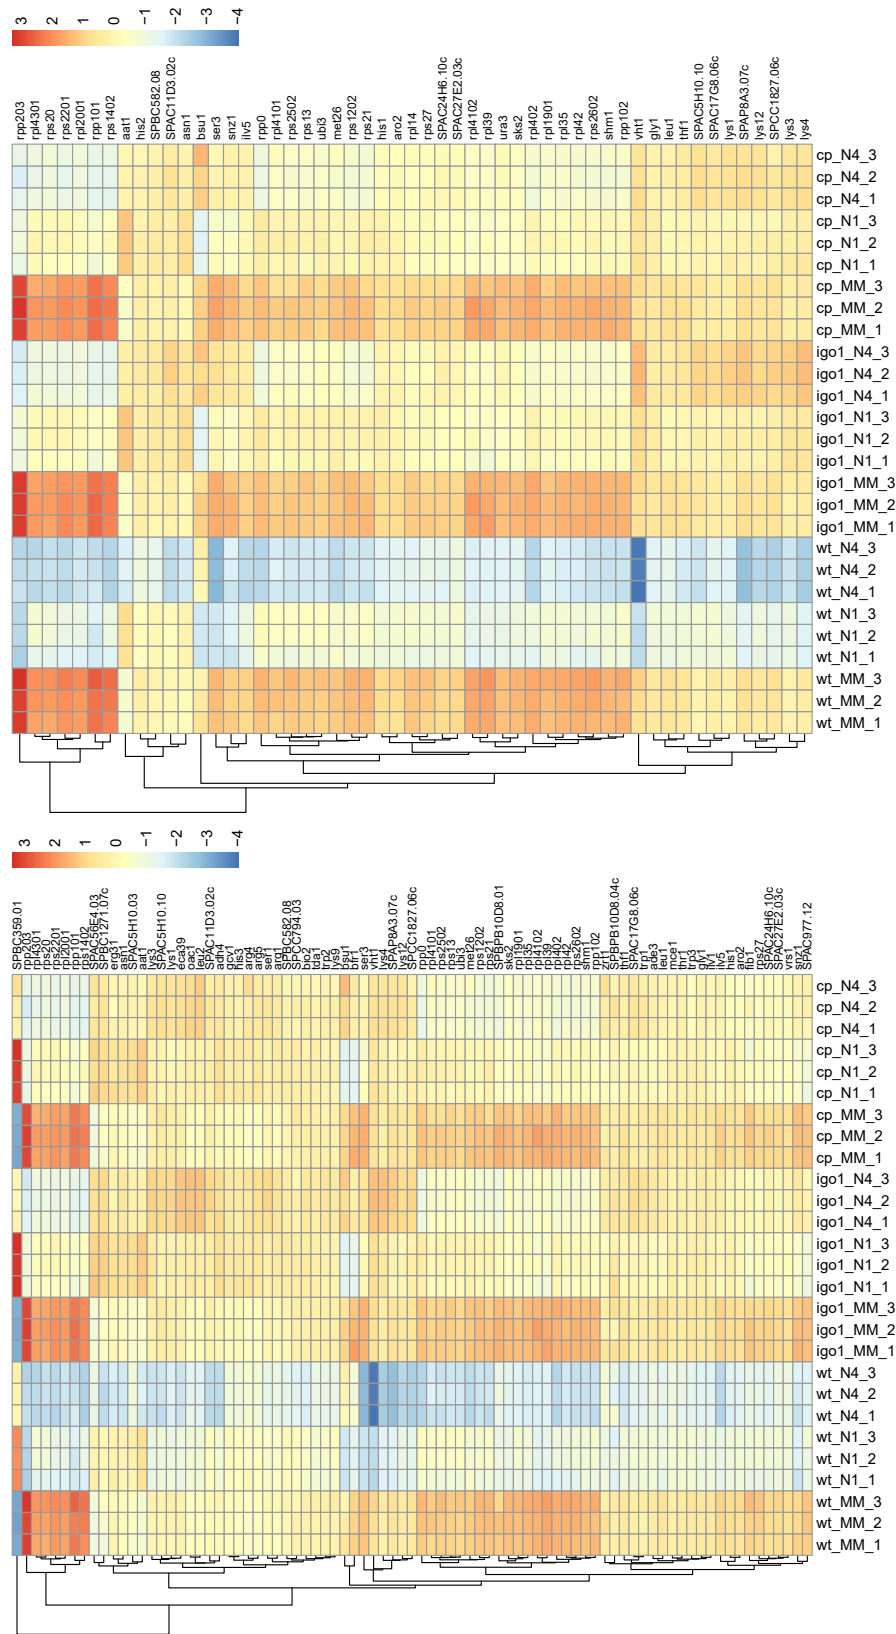 3 2 1 0 −1 −2 −3 −4
rpp203
rpl4301
rps20
rps2201
rpl2001
rpp101
rps1402
aat1
his2
SPBC582.08
SPAC11D3.02c
asn1
bsu1
ser3
snz1
ilv5
rpp0
rpl4101
rps2502
rps13
ubi3
met26
rps1202
rps21
his1
aro2
rpl14
rps27
SPAC24H6.10c
SPAC27E2.03c
rpl4102
rpl39
ura3
sks2
rpl402
rpl1901
rpl35
rpl42
rps2602
shm1
rpp102
vht1
gly1
leu1
thf1
SPAC5H10.10
SPAC17G8.06c
lys1
lys12
SPCC1827.06c
SPAP8A3.07c
lys3
lys4
cp_N4_3
cp_N4_2
cp_N4_1
cp_N1_3
cp_N1_2
cp_N1_1
cp_MM_3
cp_MM_2
cp_MM_1
igo1_N4_3
igo1_N4_2
igo1_N4_1
igo1_N1_3
igo1_N1_2
igo1_N1_1
igo1_MM_3
igo1_MM_2
igo1_MM_1
wt_N4_3
wt_N4_2
wt_N4_1
wt_N1_3
wt_N1_2
wt_N1_1
wt_MM_3
wt_MM_2
wt_MM_1
3 2 1 0 −1 −2 −3 −4
SPBC359.01
rpp203
rpl4301
rps20
rps2201
rpl2001
rpp101
rps1402
SPAC56E4.03
SPBC1271.07c
erg31
asn1
SPAC5H10.03
aat1
lys3
SPAC5H10.10
lys1
eca39
oac1
leu2
SPAC11D3.02c
adh4
gcv1
his3
arg4
arg5
ser1
arg1
SPBC582.08
SPCC794.03
bio2
tda1
trp2
lys9
bsu1
bfr1
ser3
vht1
lys4
SPAP8A3.07c
lys12
SPCC1827.06c
rpp0
rpl4101
rps2502
rps13
ubi3
met26
rps1202
rps21
SPBPB10D8.01
sks2
rpl1901
rpl35
rpl4102
rpl39
rpl402
rpl42
rps2602
shm1
rpp102
zrt1
SPBPB10D8.04c
thf1
SPAC17G8.06c
trp1
ade3
leu1
mce1
thr1
trp3
gly1
ilv1
ilv5
his1
aro2
fib1
rps27
SPAC24H6.10c
SPAC27E2.03c
vrs1
snz1
SPAC977.12
cp_N4_3
cp_N4_2
cp_N4_1
cp_N1_3
cp_N1_2
cp_N1_1
cp_MM_3
cp_MM_2
cp_MM_1
igo1_N4_3
igo1_N4_2
igo1_N4_1
igo1_N1_3
igo1_N1_2
igo1_N1_1
igo1_MM_3
igo1_MM_2
igo1_MM_1
wt_N4_3
wt_N4_2
wt_N4_1
wt_N1_3
wt_N1_2
wt_N1_1
wt_MM_3
wt_MM_2
wt_MM_1